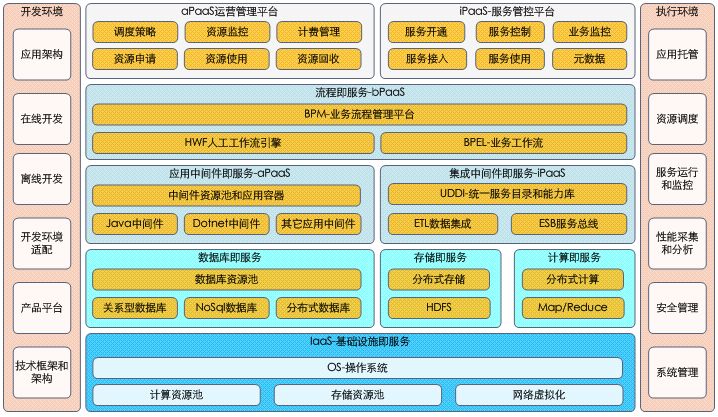 开发环境
应用架构
在线开发
离线开发
开发环境
适配
产品平台
技术框架和
架构
aPaaS运营管理平台
调度策略
资源监控
计费管理
资源申请
资源使用
资源回收
iPaaS-服务管控平台
服务开通
服务控制
业务监控
服务接入
服务使用
元数据
流程即服务-bPaaS
BPM-业务流程管理平台
HWF人工工作流引擎
BPEL-业务工作流
应用中间件即服务-aPaaS
中间件资源池和应用容器
Java中间件
Dotnet中间件
其它应用中间件
集成中间件即服务-iPaaS
UDDI-统一服务目录和能力库
ETL数据集成
ESB服务总线
数据库即服务
数据库资源池
关系型数据库
NoSql数据库
分布式数据库
存储即服务
分布式存储
HDFS
计算即服务
分布式计算
Map/Reduce
IaaS-基础设施即服务
OS-操作系统
计算资源池
存储资源池
网络虚拟化
执行环境
应用托管
资源调度
服务运行
和监控
性能采集
和分析
安全管理
系统管理